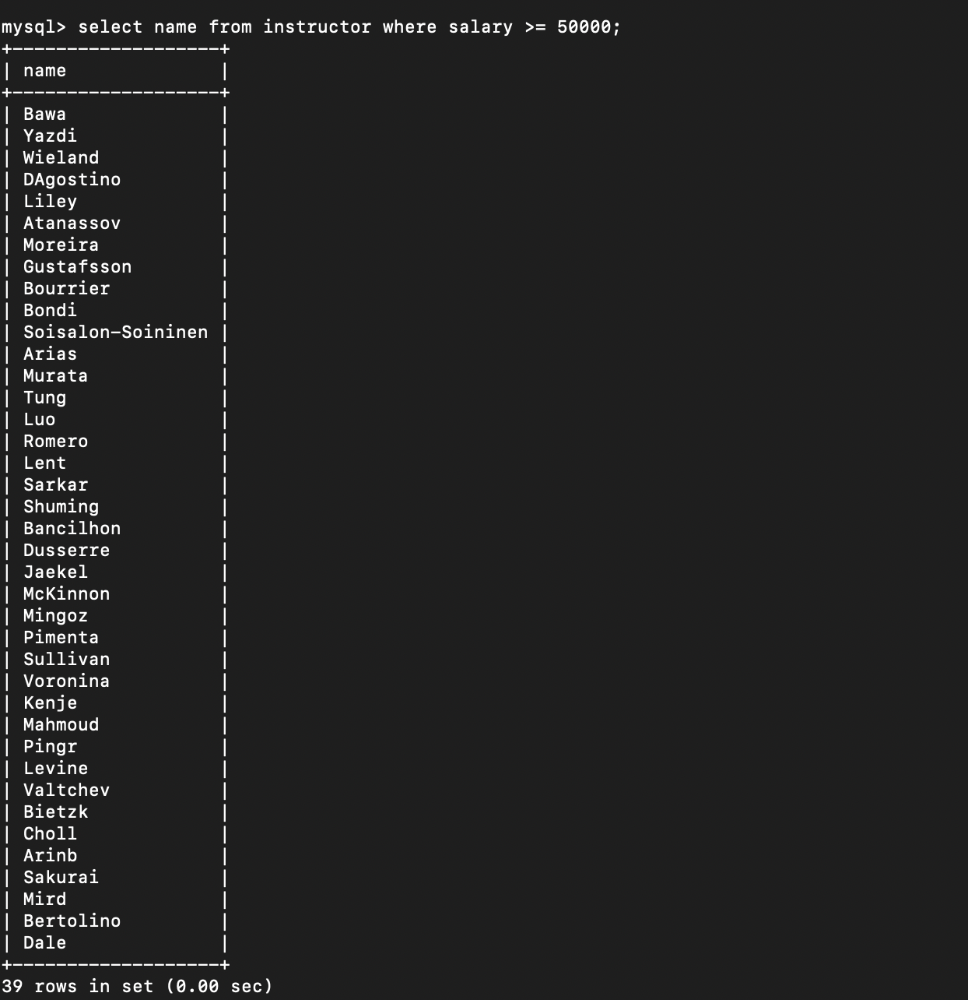 mysql> select name from instructor where salary >= 50000;
+-------------------+
| name              |
+-------------------+
| Bawa              |
| Yazdi             |
| Wieland           |
| DAgostino         |
| Liley             |
| Atanassov         |
| Moreira           |
| Gustafsson        |
| Bourrier          |
| Bondi             |
| Soisalon-Soininen |
| Arias             |
| Murata            |
| Tung              |
| Luo               |
| Romero            |
| Lent              |
| Sarkar            |
| Shuming           |
| Bancilhon         |
| Dusserre          |
| Jaekel            |
| McKinnon          |
| Mingoz            |
| Pimenta           |
| Sullivan          |
| Voronina          |
| Kenje             |
| Mahmoud           |
| Pingr             |
| Levine            |
| Valtchev          |
| Bietzk            |
| Choll             |
| Arinb             |
| Sakurai           |
| Mird              |
| Bertolino         |
| Dale              |
+-------------------+
39 rows in set (0.00 sec)